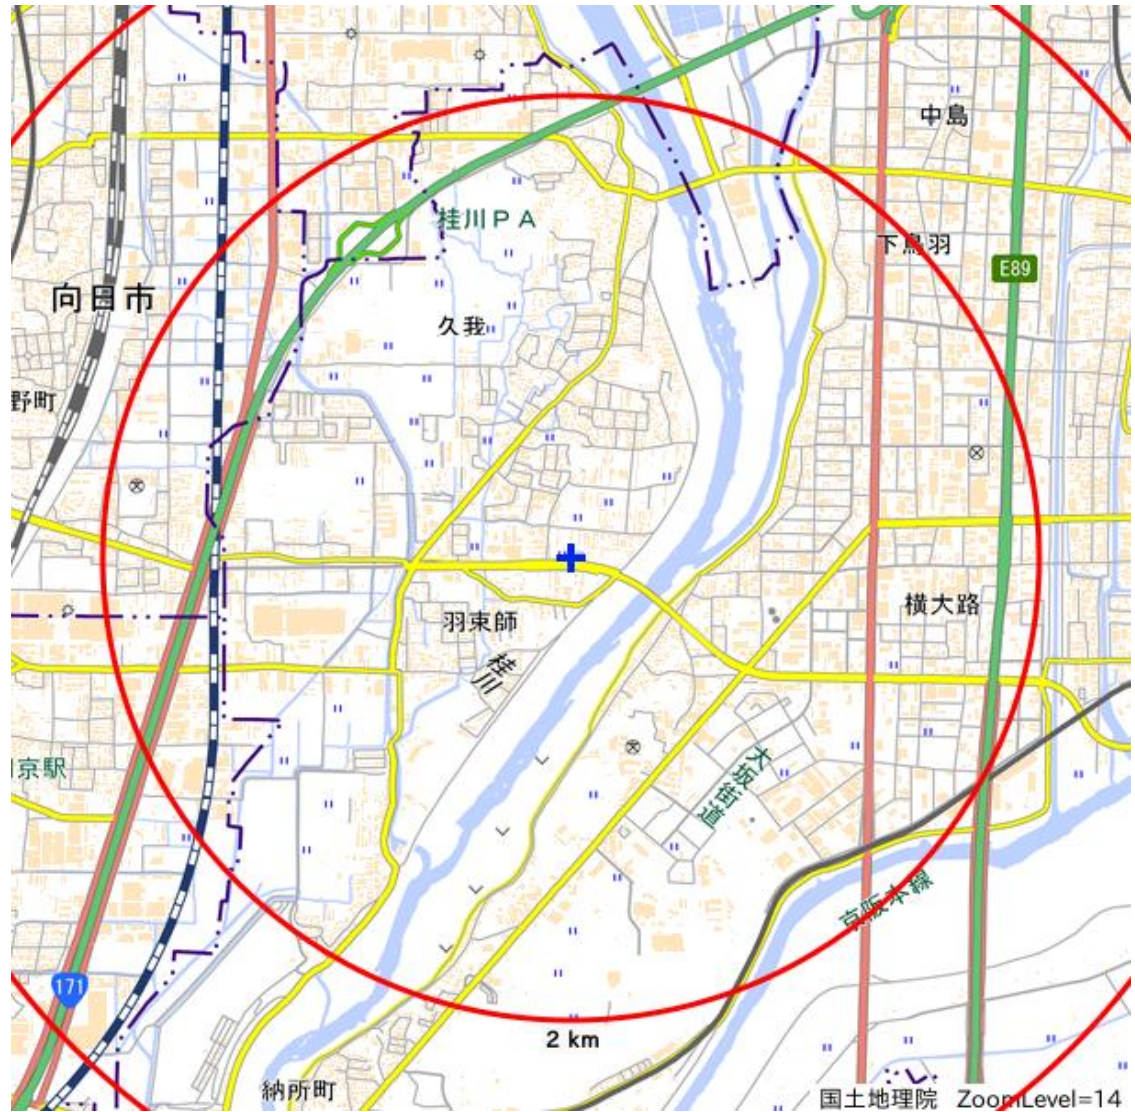 中島
桂川PA
下鳥羽
E89
向日市
久我
野町
横大路
羽束師
桂川
京駅
大坂街道
京阪本線
171
2 km
納所町
国土地理院 ZoomLevel=14